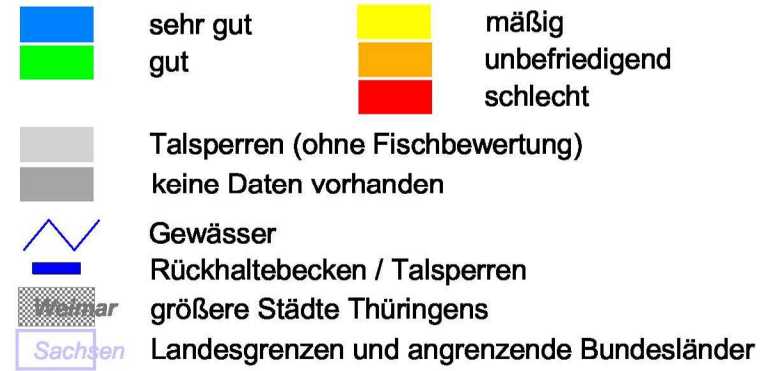 sehr gut
gut
mäßig
unbefriedigend
schlecht
Talsperren (ohne Fischbewertung)
keine Daten vorhanden
Gewässer
Rückhaltebecken / Talsperren
Weimar größere Städte Thüringens
Sachsen Landesgrenzen und angrenzende Bundesländer